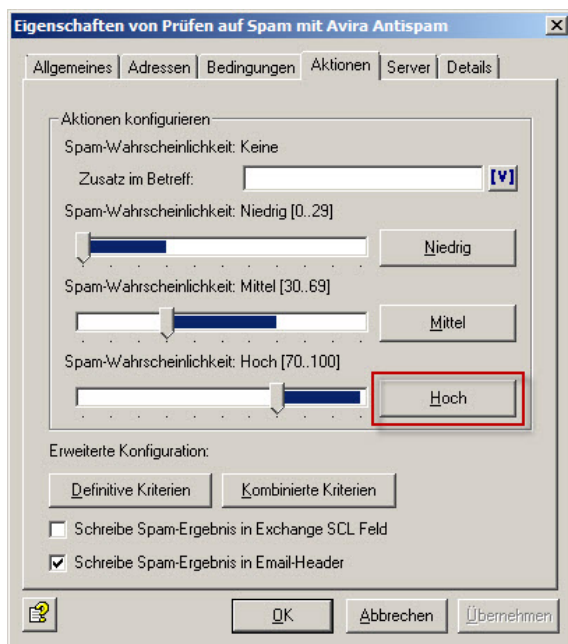 Eigenschaften von Prüfen auf Spam mit Avira Antispam
Allgemeines Adressen Bedingungen Aktionen Server Details
Aktionen konfigurieren
Spam-Wahrscheinlichkeit: Keine
Zusatz im Betreff: [V]
Spam-Wahrscheinlichkeit: Niedrig [0..29]
Niedrig
Spam-Wahrscheinlichkeit: Mittel [30..69]
Mittel
Spam-Wahrscheinlichkeit: Hoch [70..100]
Hoch
Erweiterte Konfiguration:
Definitive Kriterien Kombinierte Kriterien
Schreibe Spam-Ergebnis in Exchange SCL Feld
Schreibe Spam-Ergebnis in Email-Header
OK Abbrechen Übernehmen